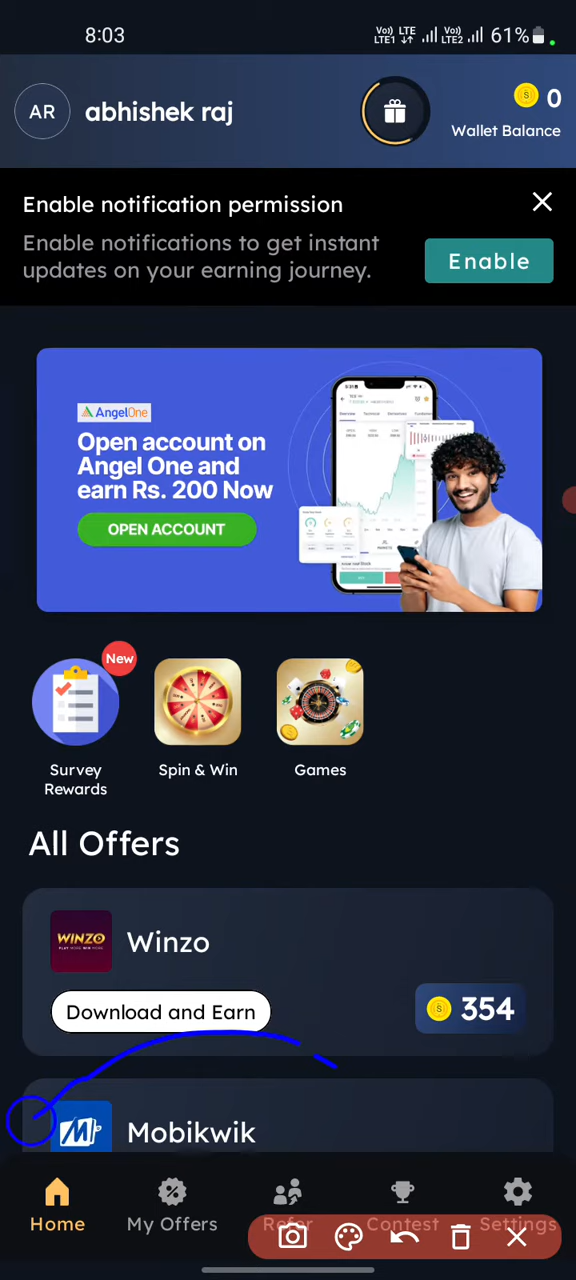 8:03
Vo) LTE Vo) 61%
LTE1 LTE2
AR abhishek raj 0
Wallet Balance
Enable notification permission
Enable notifications to get instant
updates on your earning journey.
Enable
AngelOne
Open account on
Angel One and
earn Rs. 200 Now
OPEN ACCOUNT
New
Survey
Rewards
Spin & Win
Games
All Offers
WINZO
Winzo
Download and Earn
354
Mobikwik
Home
My Offers
Refer
Contest
Settings